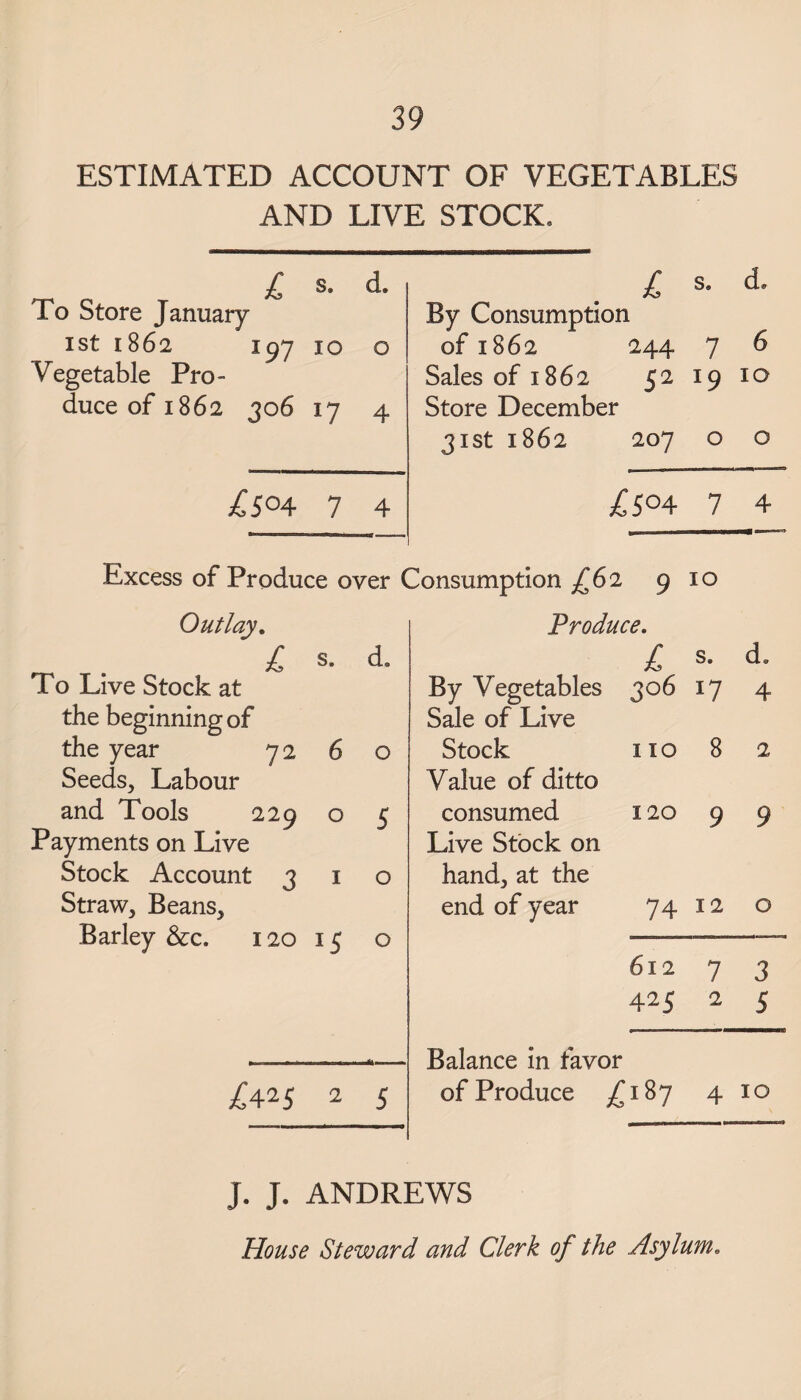 39
ESTIMATED ACCOUNT OF VEGETABLES
AND LIVE STOCK.
£ s. d.
To Store January
1st 1862 197 10 0
Vegetable Pro-
duce of 1862 306 17 4
£504 7 4
£ s. d.
By Consumption
of 1862 244 7 6
Sales of 1862 52 19 10
Store December
31st 1862 207 0 0
£504 7 4
Excess of Produce over Consumption £62 9 10
Outlay.
£ s. d.
To Live Stock at
the beginning of
the year 72 6 0
Seeds, Labour
and Tools 229 0 5
Payments on Live
Stock Account 3 1 0
Straw, Beans,
Barley &c. 120 15 0
£425 2 5
Produce.
£ s. d.
By Vegetables 306 17 4
Sale of Live
Stock 110 8 2
Value of ditto
consumed 120 9 9
Live Stock on
hand, at the
end of year 74 12 0
612 7 3
425 2 5
Balance in favor
of Produce £187 4 10
J. J. ANDREWS
House Steward and Clerk of the Asylum.